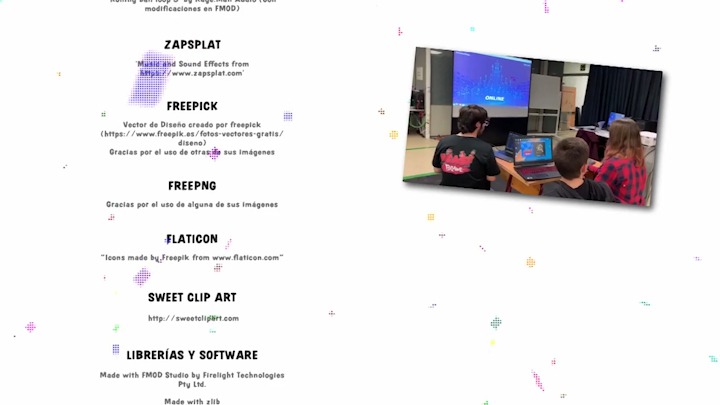 modificaciones en FMOD)
ZAPSPLAT
'Music and Sound Effects from
https://www.zapsplat.com'
FREEPICK
Vector de Diseño creado por freepick
(https://www.freepik.es/fotos-vectores-gratis/
diseno)
Gracias por el uso de otras de sus imágenes
FREEPNG
Gracias por el uso de alguna de sus imágenes
FLATICON
"Icons made by Freepik from www.flaticon.com"
SWEET CLIP ART
http://sweetclipart.com
LIBRERÍAS Y SOFTWARE
Made with FMOD Studio by Firelight Technologies
Pty Ltd.
Made with zlib
ONLINE